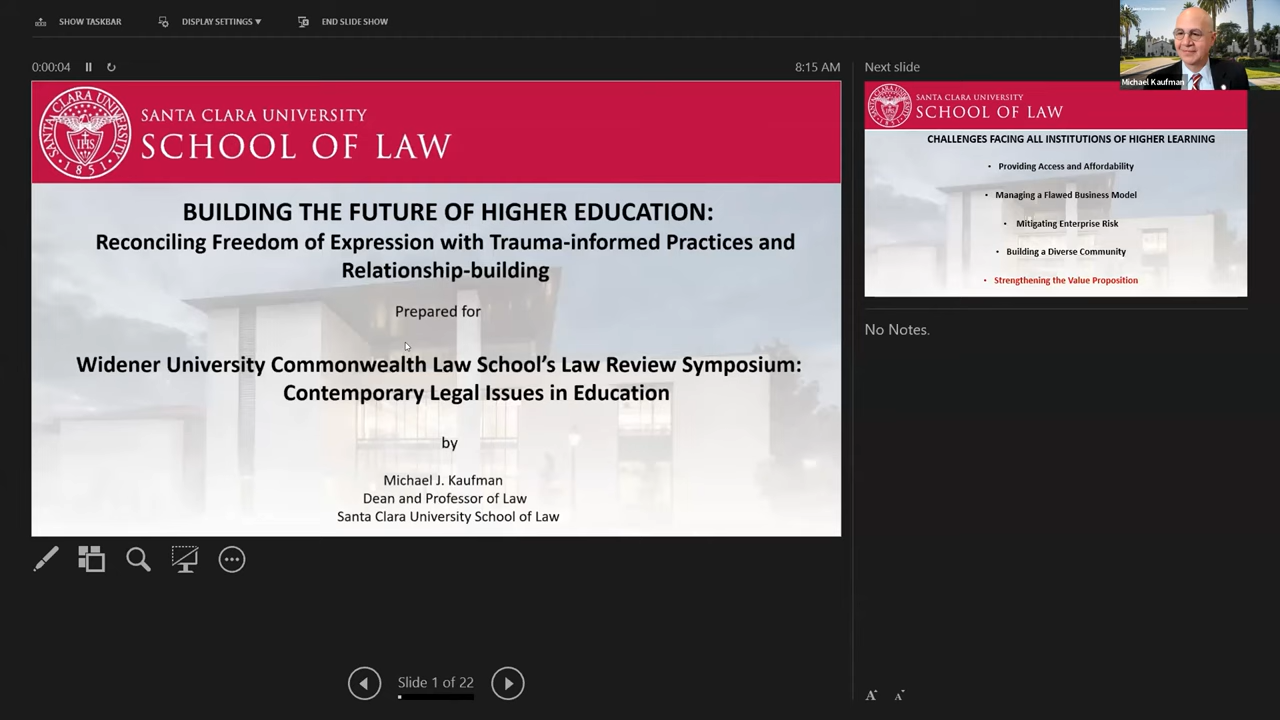 SHOW TASKBAR
DISPLAY SETTINGS
END SLIDE SHOW
0:00:04
8:15 AM
SANTA CLARA UNIVERSITY
SCHOOL OF LAW
SANTA CLARA UNIVERSITY
IHS
1851
BUILDING THE FUTURE OF HIGHER EDUCATION:
Reconciling Freedom of Expression with Trauma-informed Practices and
Relationship-building
Prepared for
Widener University Commonwealth Law School’s Law Review Symposium:
Contemporary Legal Issues in Education
by
Michael J. Kaufman
Dean and Professor of Law
Santa Clara University School of Law
Slide 1 of 22
Next slide
Michael Kaufman
SANTA CLARA UNIVERSITY
SCHOOL OF LAW
CHALLENGES FACING ALL INSTITUTIONS OF HIGHER LEARNING
• Providing Access and Affordability
• Managing a Flawed Business Model
• Mitigating Enterprise Risk
• Building a Diverse Community
• Strengthening the Value Proposition
No Notes.
A A